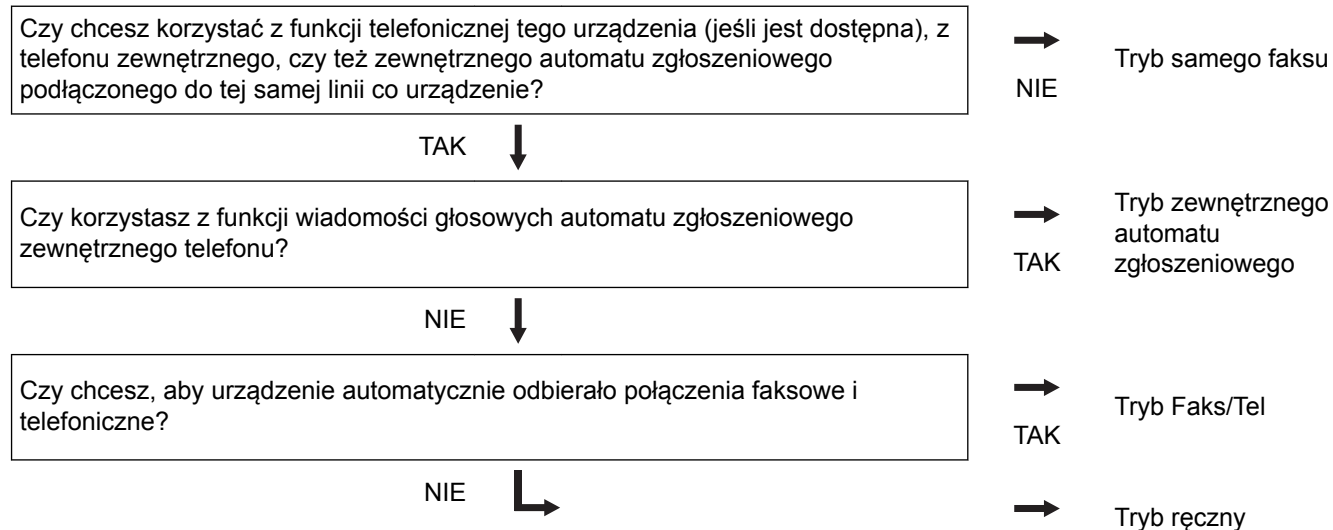 Czy chcesz korzystać z funkcji telefonicznej tego urządzenia (jeśli jest dostępna), z
telefonu zewnętrznego, czy też zewnętrznego automatu zgłoszeniowego
podłączonego do tej samej linii co urządzenie?
NIE
Tryb samego faksu
TAK
Czy korzystasz z funkcji wiadomości głosowych automatu zgłoszeniowego
zewnętrznego telefonu?
TAK
Tryb zewnętrznego
automatu
zgłoszeniowego
NIE
Czy chcesz, aby urządzenie automatycznie odbierało połączenia faksowe i
telefoniczne?
TAK
Tryb Faks/Tel
NIE
Tryb ręczny